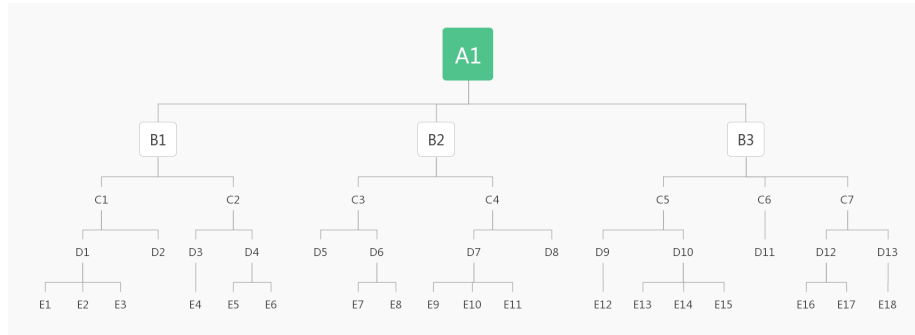 A1
B1 B2 B3
C1 C2 C3 C4 C5 C6 C7
D1 D2 D3 D4 D5 D6 D7 D8 D9 D10 D11 D12 D13
E1 E2 E3 E4 E5 E6 E7 E8 E9 E10 E11 E12 E13 E14 E15 E16 E17 E18